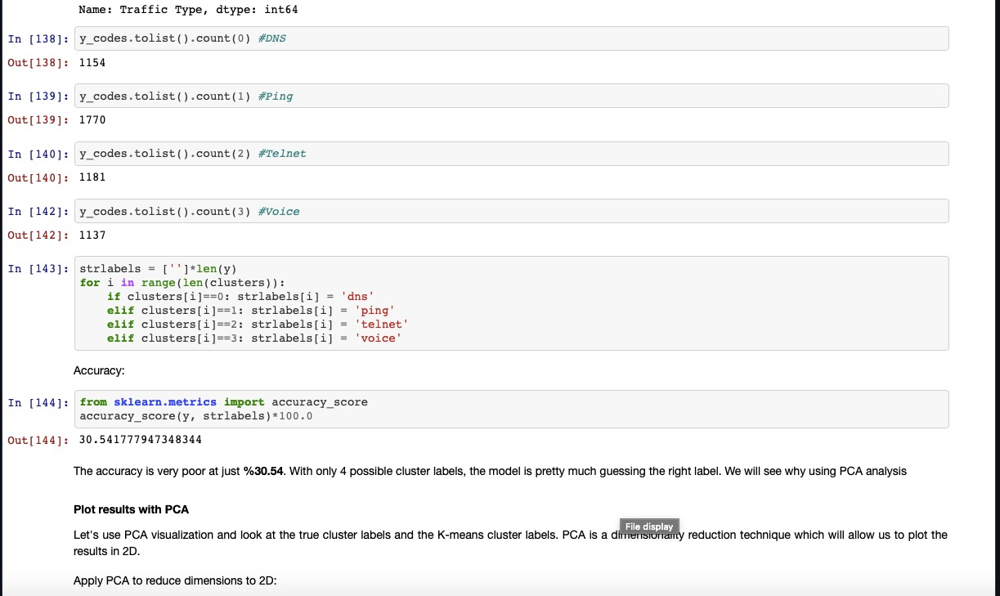 Name: Traffic Type, dtype: int64
In [138]: y_codes.tolist().count(0) #DNS
Out[138]: 1154
In [139]: y_codes.tolist().count(1) #Ping
Out[139]: 1770
In [140]: y_codes.tolist().count(2) #Telnet
Out[140]: 1181
In [142]: y_codes.tolist().count(3) #Voice
Out[142]: 1137
In [143]: strlabels = ['']*len(y)
for i in range(len(clusters)):
    if clusters[i]==0: strlabels[i] = 'dns'
    elif clusters[i]==1: strlabels[i] = 'ping'
    elif clusters[i]==2: strlabels[i] = 'telnet'
    elif clusters[i]==3: strlabels[i] = 'voice'
Accuracy:
In [144]: from sklearn.metrics import accuracy_score
accuracy_score(y, strlabels)*100.0
Out[144]: 30.541777947348344
The accuracy is very poor at just %30.54. With only 4 possible cluster labels, the model is pretty much guessing the right label. We will see why using PCA analysis
Plot results with PCA
File display
Let's use PCA visualization and look at the true cluster labels and the K-means cluster labels. PCA is a dimensionality reduction technique which will allow us to plot the
results in 2D.
Apply PCA to reduce dimensions to 2D: